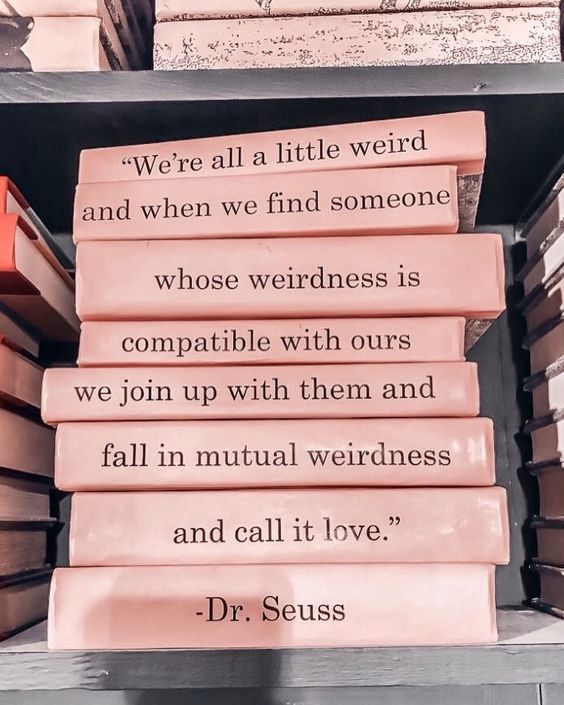 “We’re all a little weird
and when we find someone
whose weirdness is
compatible with ours
we join up with them and
fall in mutual weirdness
and call it love.”
-Dr. Seuss